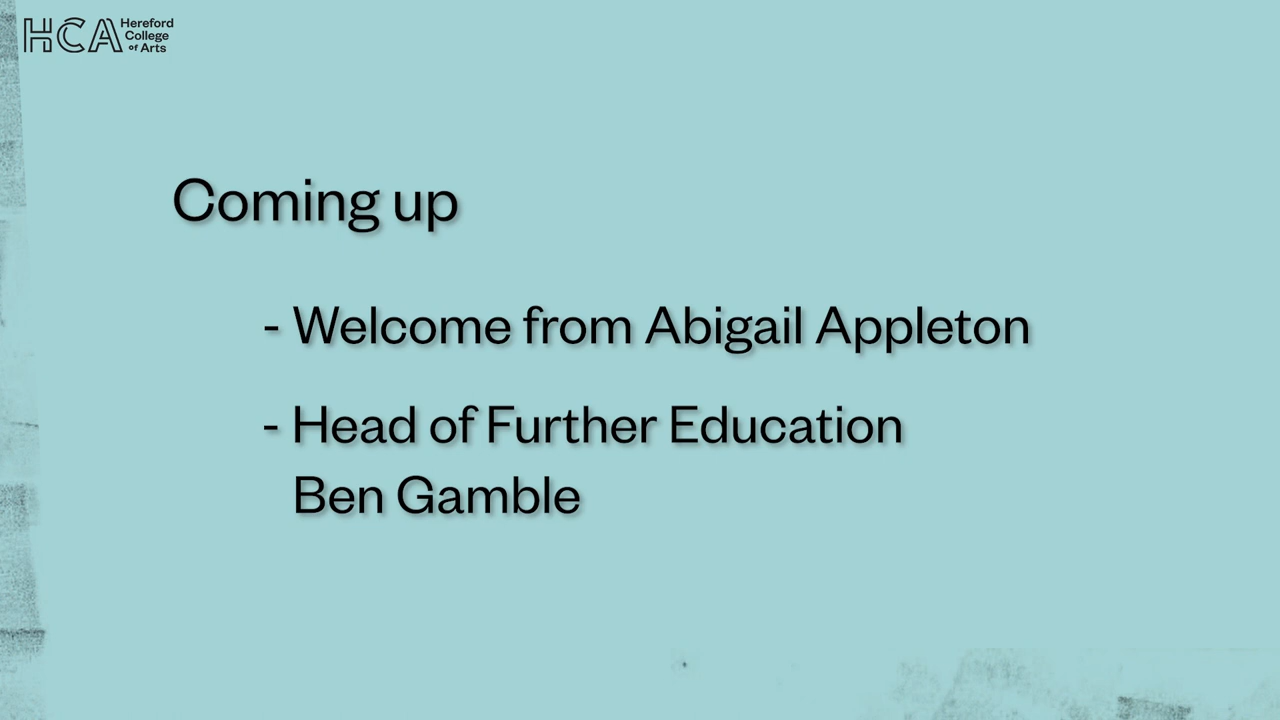 HCA
Hereford
College
of Arts
Coming up
- Welcome from Abigail Appleton
- Head of Further Education
Ben Gamble